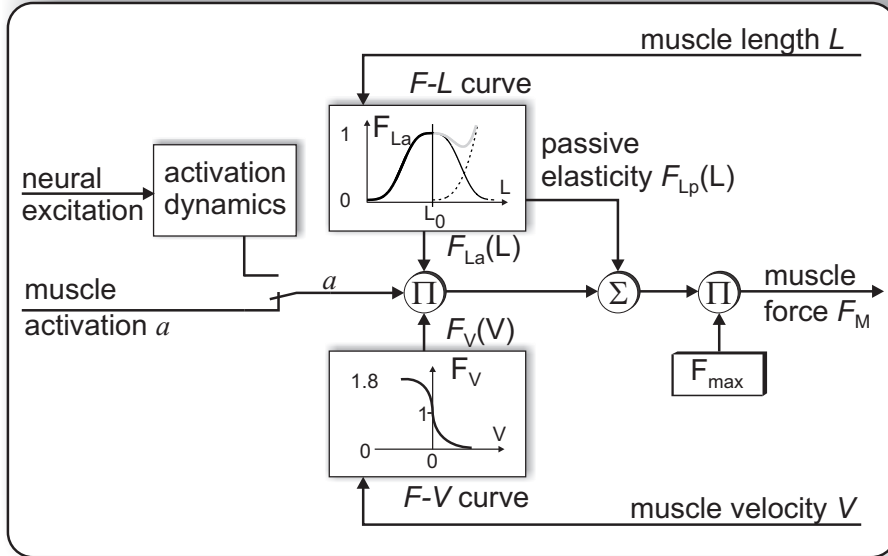 muscle length L
F-L curve
1
F_La
0
L_0
L
passive
elasticity F_Lp(L)
neural
excitation
activation
dynamics
F_La(L)
muscle
activation a
a
Π
Σ
Π
muscle
force F_M
F_V(V)
F_max
1.8
F_V
1
0
0
V
F-V curve
muscle velocity V